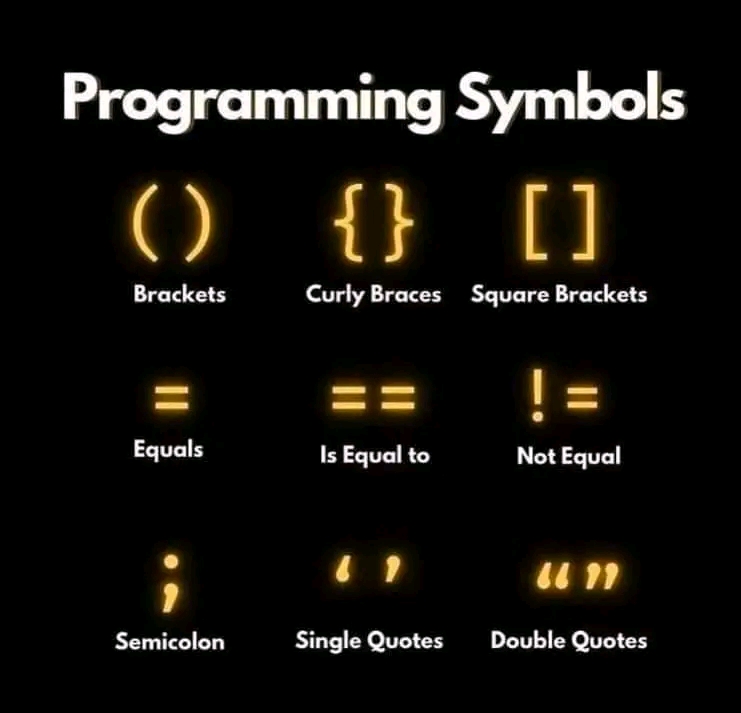 Programming Symbols
( ) { } [ ]
Brackets Curly Braces Square Brackets
= == !=
Equals Is Equal to Not Equal
; ‘ ’ “ ”
Semicolon Single Quotes Double Quotes